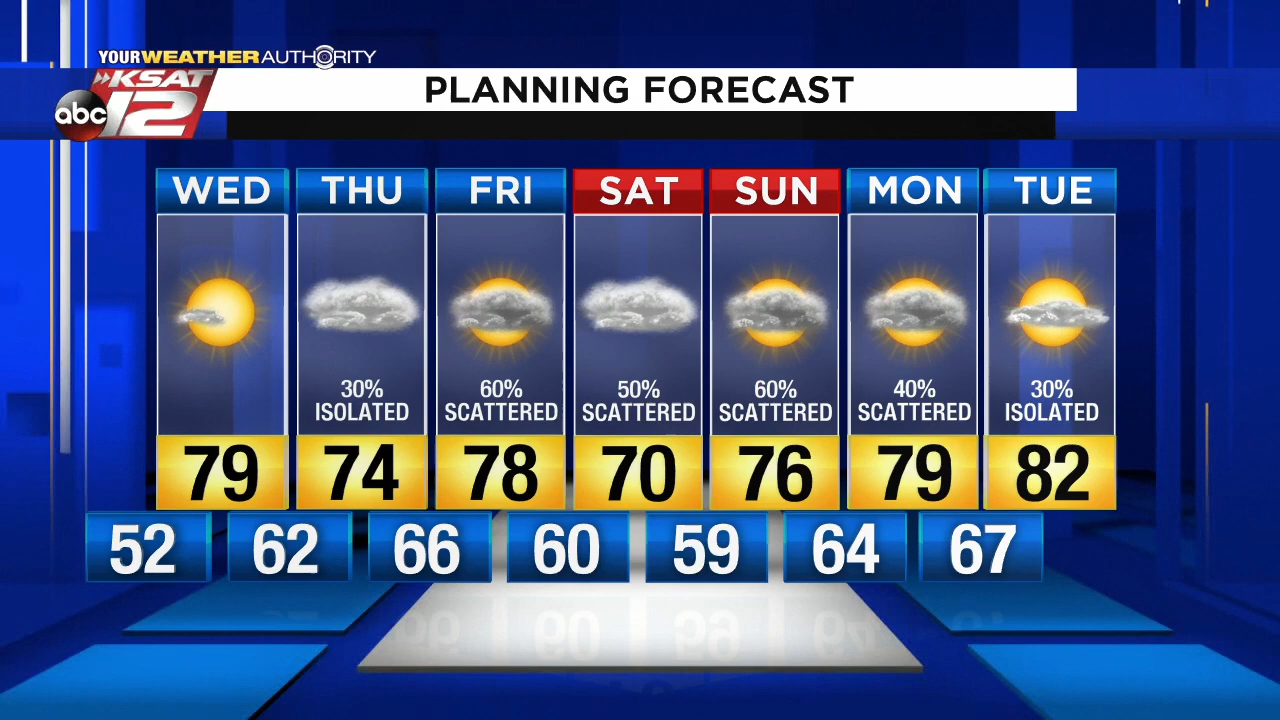 YOURWEATHERAUTHORITY
KSAT
abc 12
PLANNING FORECAST
WED THU FRI SAT SUN MON TUE
30% 60% 50% 60% 40% 30%
ISOLATED SCATTERED SCATTERED SCATTERED SCATTERED ISOLATED
79 74 78 70 76 79 82
52 62 66 60 59 64 67